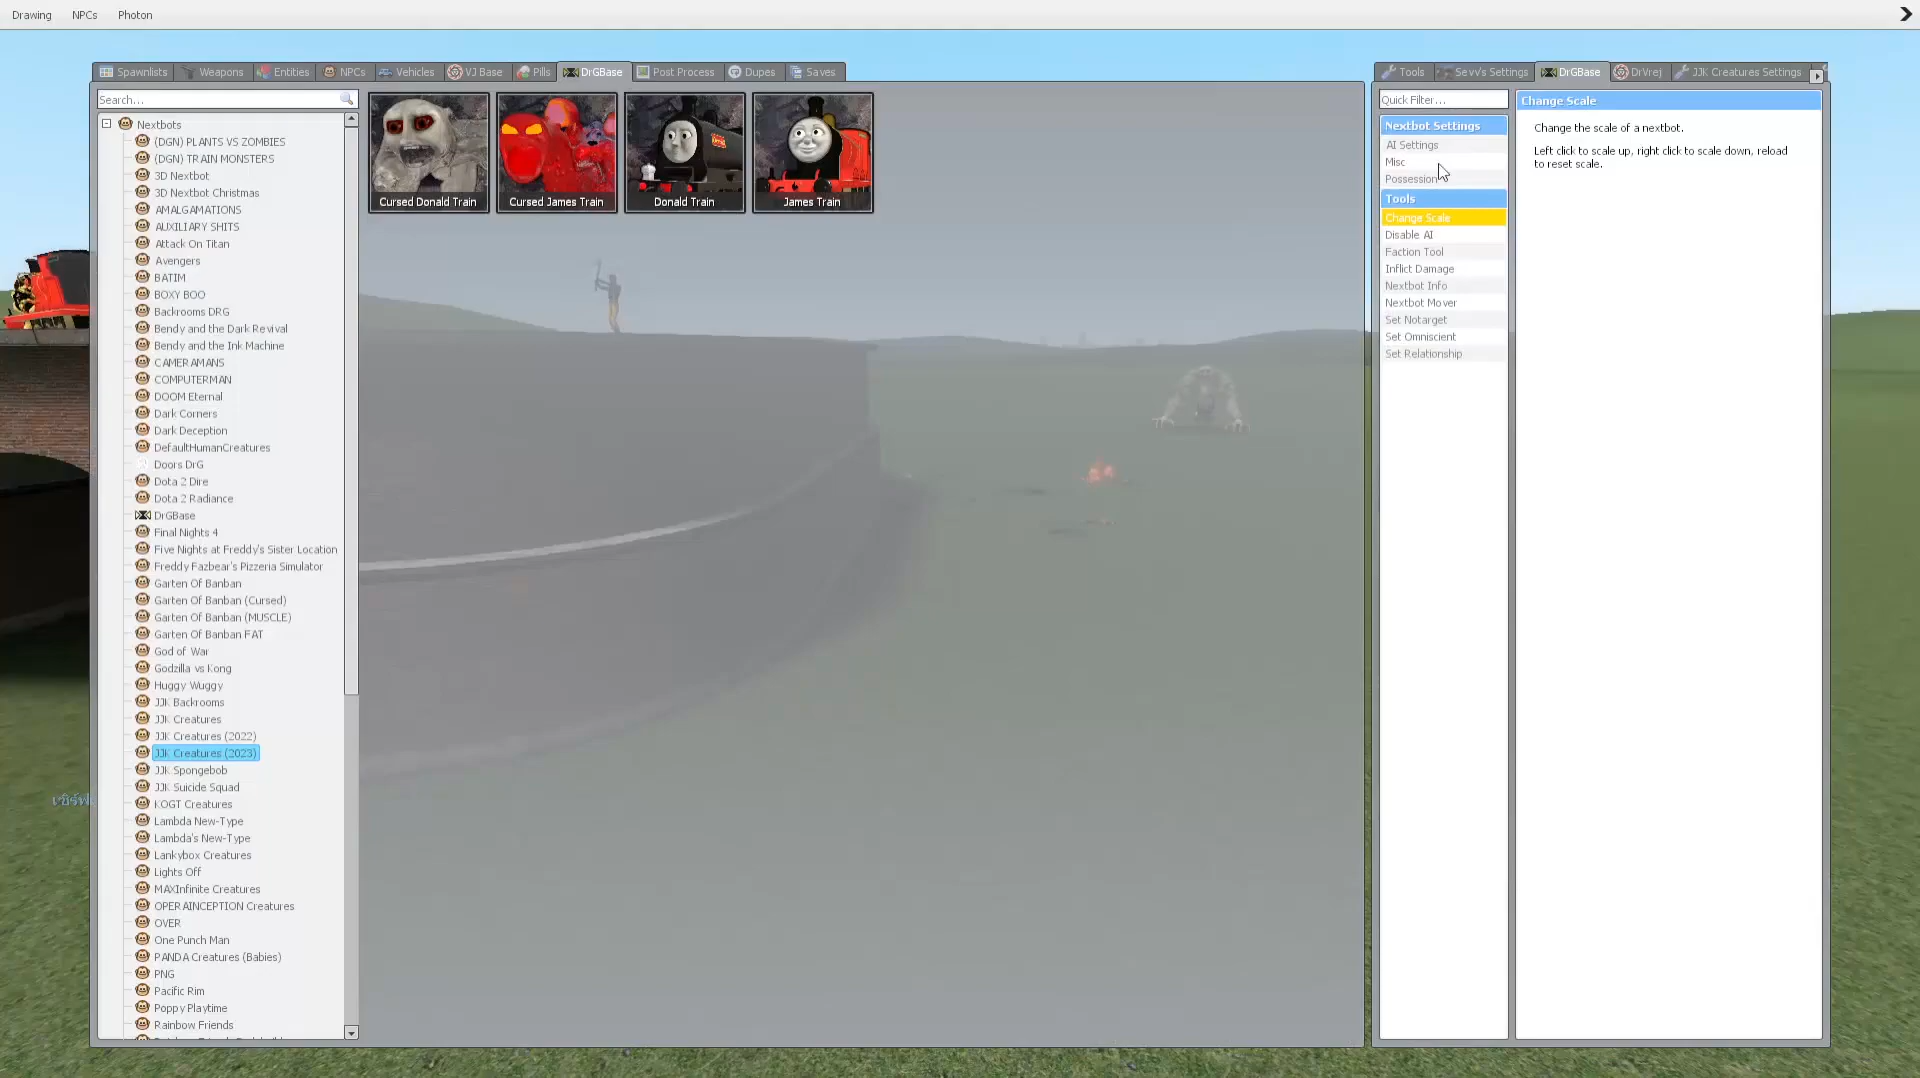 Drawing NPCs Photon
Spawnlists Weapons Entities NPCs Vehicles VJ Base Pills DrGBase Post Process Dupes Saves
Search...
Nextbots
(DGN) PLANTS VS ZOMBIES
(DGN) TRAIN MONSTERS
3D Nextbot
3D Nextbot Christmas
AMALGAMATIONS
AUXILIARY SHITS
Attack On Titan
Avengers
BATIM
BOXY BOO
Backrooms DRG
Bendy and the Dark Revival
Bendy and the Ink Machine
CAMERAMANS
COMPUTERMAN
DOOM Eternal
Dark Corners
Dark Deception
DefaultHumanCreatures
Doors DrG
Dota 2 Dire
Dota 2 Radiance
DrGBase
Final Nights 4
Five Nights at Freddy's Sister Location
Freddy Fazbear's Pizzeria Simulator
Garten Of Banban
Garten Of Banban (Cursed)
Garten Of Banban (MUSCLE)
Garten Of Banban FAT
God of War
Godzilla vs Kong
Huggy Wuggy
JJK Backrooms
JJK Creatures
JJK Creatures (2022)
JJK Creatures (2023)
JJK Spongebob
JJK Suicide Squad
KOGT Creatures
Lambda New-Type
Lambda's New-Type
Lankybox Creatures
Lights Off
MAXInfinite Creatures
OPERAINCEPTION Creatures
OVER
One Punch Man
PANDA Creatures (Babies)
PNG
Pacific Rim
Poppy Playtime
Rainbow Friends
Cursed Donald Train
Cursed James Train
Donald Train
James Train
Tools Sevv's Settings DrGBase DrVrej JJK Creatures Settings
Quick Filter...
Nextbot Settings
AI Settings
Misc
Possession
Tools
Change Scale
Disable AI
Faction Tool
Inflict Damage
Nextbot Info
Nextbot Mover
Set Notarget
Set Omniscient
Set Relationship
Change Scale
Change the scale of a nextbot.
Left click to scale up, right click to scale down, reload
to reset scale.